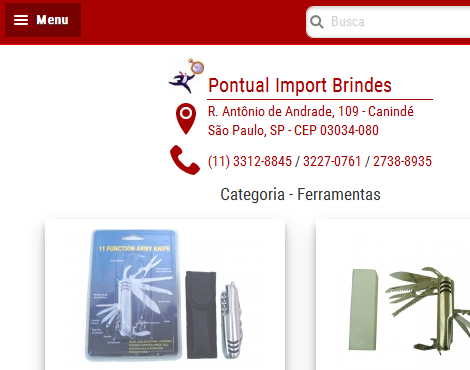 Menu
Busca
Pontual Import Brindes
R. Antônio de Andrade, 109 - Canindé
São Paulo, SP - CEP 03034-080
(11) 3312-8845 / 3227-0761 / 2738-8935
Categoria - Ferramentas
11 FUNCTION ARMY KNIFE